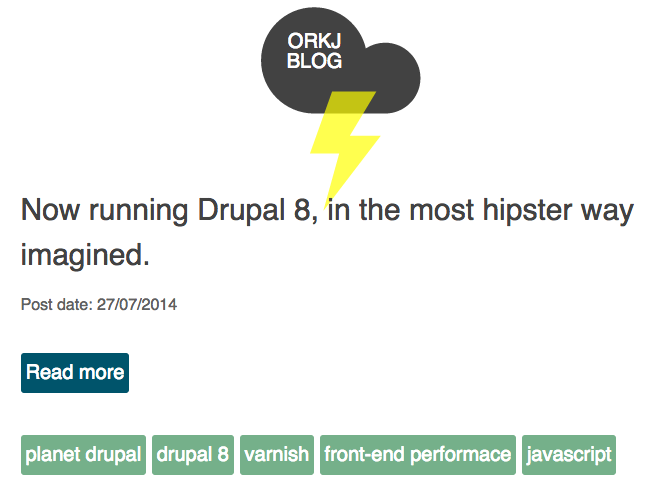 ORKJ
BLOG
Now running Drupal 8, in the most hipster way
imagined.
Post date: 27/07/2014
Read more
planet drupal drupal 8 varnish front-end performace javascript